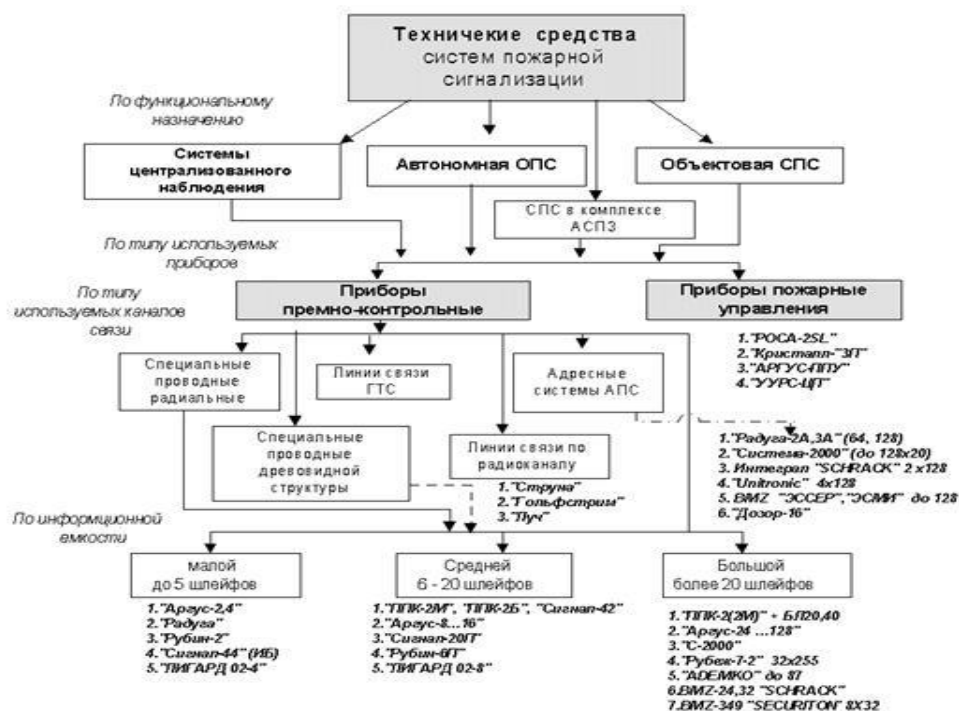 Техничекие средства
систем пожарной
сигнализации
По функциональному
назначению
Системы
централизованного
наблюдения
Автономная ОПС
Объектовая СПС
СПС в комплексе
АСПЗ
По типу используемых
приборов
По типу
используемых каналов
связи
Приборы
премно-контрольные
Приборы пожарные
управления
1."РОСА-2SL"
2."Кристалл-"3П"
3."АРГУС-ППУ"
4. "УУРС-ЦП"
Специальные
проводные
радиальные
Линии связи
ГТС
Адресные
системы АПС
Специальные
проводные
древовидной
структуры
Линии связи по
радиоканалу
1."Струна"
2."Гольфстрим"
3."Луч"
1."Радуга-2А,3А" (64, 128)
2."Система-2000" (до 128х20)
3. Интеграл "SCHRACK" 2 х128
4."Unitronic" 4х128
5. BMZ "ЭССЕР","ЭСМИ" до 128
6."Дозор-16"
По информционной
емкости
малой
до 5 шлейфов
Средней
6 - 20 шлейфов
Большой
более 20 шлейфов
1."Аргус-2,4"
2."Радуга"
3."Рубин-2"
4."Сигнал-44" (ИБ)
5. "ЛИГАРД 02-4"
1."ППК-2М", "ППК-2Б", "Сигнал-42"
2."Аргус-8...16"
3."Сигнал-20П"
4."Рубин-6П"
5."ЛИГАРД 02-8"
1."ППК-2(2М)" + БЛ20,40
2."Аргус-24 ...128"
3."С-2000"
4."Рубеж-7-2" 32х255
5."ADEMKO" до 87
6.BMZ-24,32 "SCHRACK"
7.BMZ-349 "SECURITON" 8X32